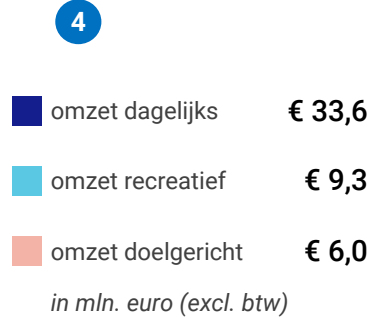 4
omzet dagelijks € 33,6
omzet recreatief € 9,3
omzet doelgericht € 6,0
in mln. euro (excl. btw)